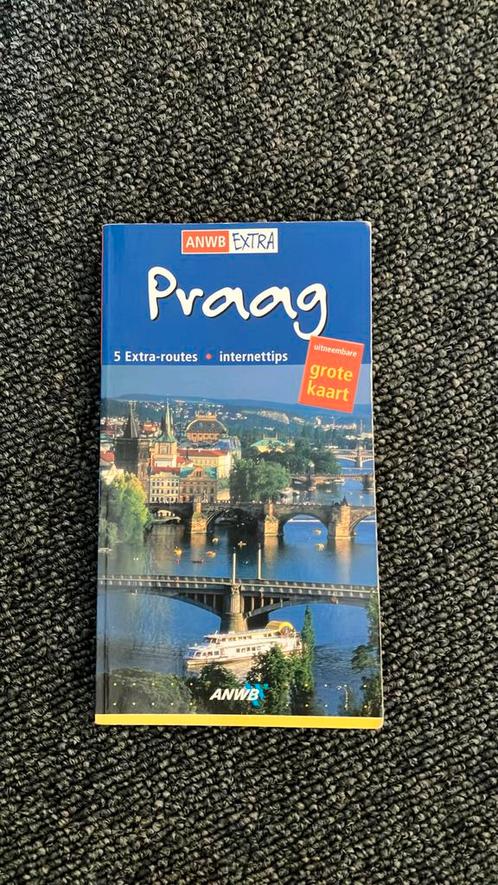 ANWB EXTRA
Praag
5 Extra-routes • internettips
uitneembare
grote
kaart
ANWB